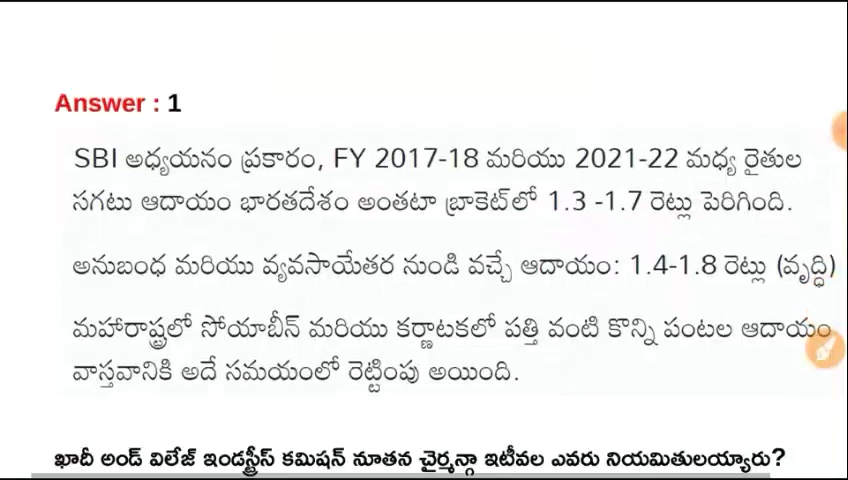 Answer : 1
SBI అధ్యయనం ప్రకారం, FY 2017-18 మరియు 2021-22 మధ్య రైతుల
సగటు ఆదాయం భారతదేశం అంతటా బ్రాకెట్‌లో 1.3 -1.7 రెట్లు పెరిగింది.
అనుబంధ మరియు వ్యవసాయేతర నుండి వచ్చే ఆదాయం: 1.4-1.8 రెట్లు (వృద్ధి)
మహారాష్ట్రలో సోయాబీన్ మరియు కర్ణాటకలో పత్తి వంటి కొన్ని పంటల ఆదాయం
వాస్తవానికి అదే సమయంలో రెట్టింపు అయింది.
ఖాదీ అండ్ విలేజ్ ఇండస్ట్రీస్ కమిషన్ నూతన చైర్మన్గా ఇటీవల ఎవరు నియమితులయ్యారు?